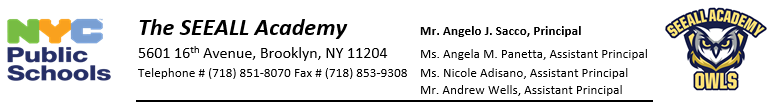 NYC
Public
Schools
The SEEALL Academy
5601 16th Avenue, Brooklyn, NY 11204
Telephone # (718) 851-8070 Fax # (718) 853-9308
Mr. Angelo J. Sacco, Principal
Ms. Angela M. Panetta, Assistant Principal
Ms. Nicole Adisano, Assistant Principal
Mr. Andrew Wells, Assistant Principal
SEEALL ACADEMY
OWLS